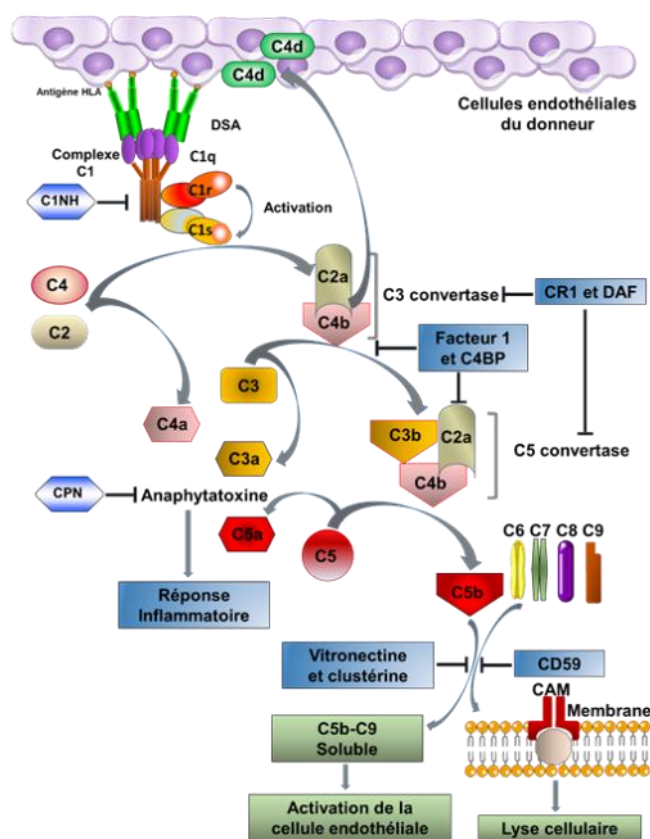 C4d
C4d
Antigène HLA
Cellules endothéliales
du donneur
DSA
Complexe
C1
C1q
C1r
C1NH
Activation
C1s
C4
C2
C2a
C4b
C3 convertase
CR1 et DAF
Facteur 1
et C4BP
C3
C4a
C3a
C3b
C2a
C4b
C5 convertase
CPN
Anaphytatoxine
C6a
C5
C5b
C6
C7
C8
C9
Réponse
Inflammatoire
Vitronectine
et clustérine
CD59
CAM
Membrane
C5b-C9
Soluble
Activation de la
cellule endothéliale
Lyse cellulaire